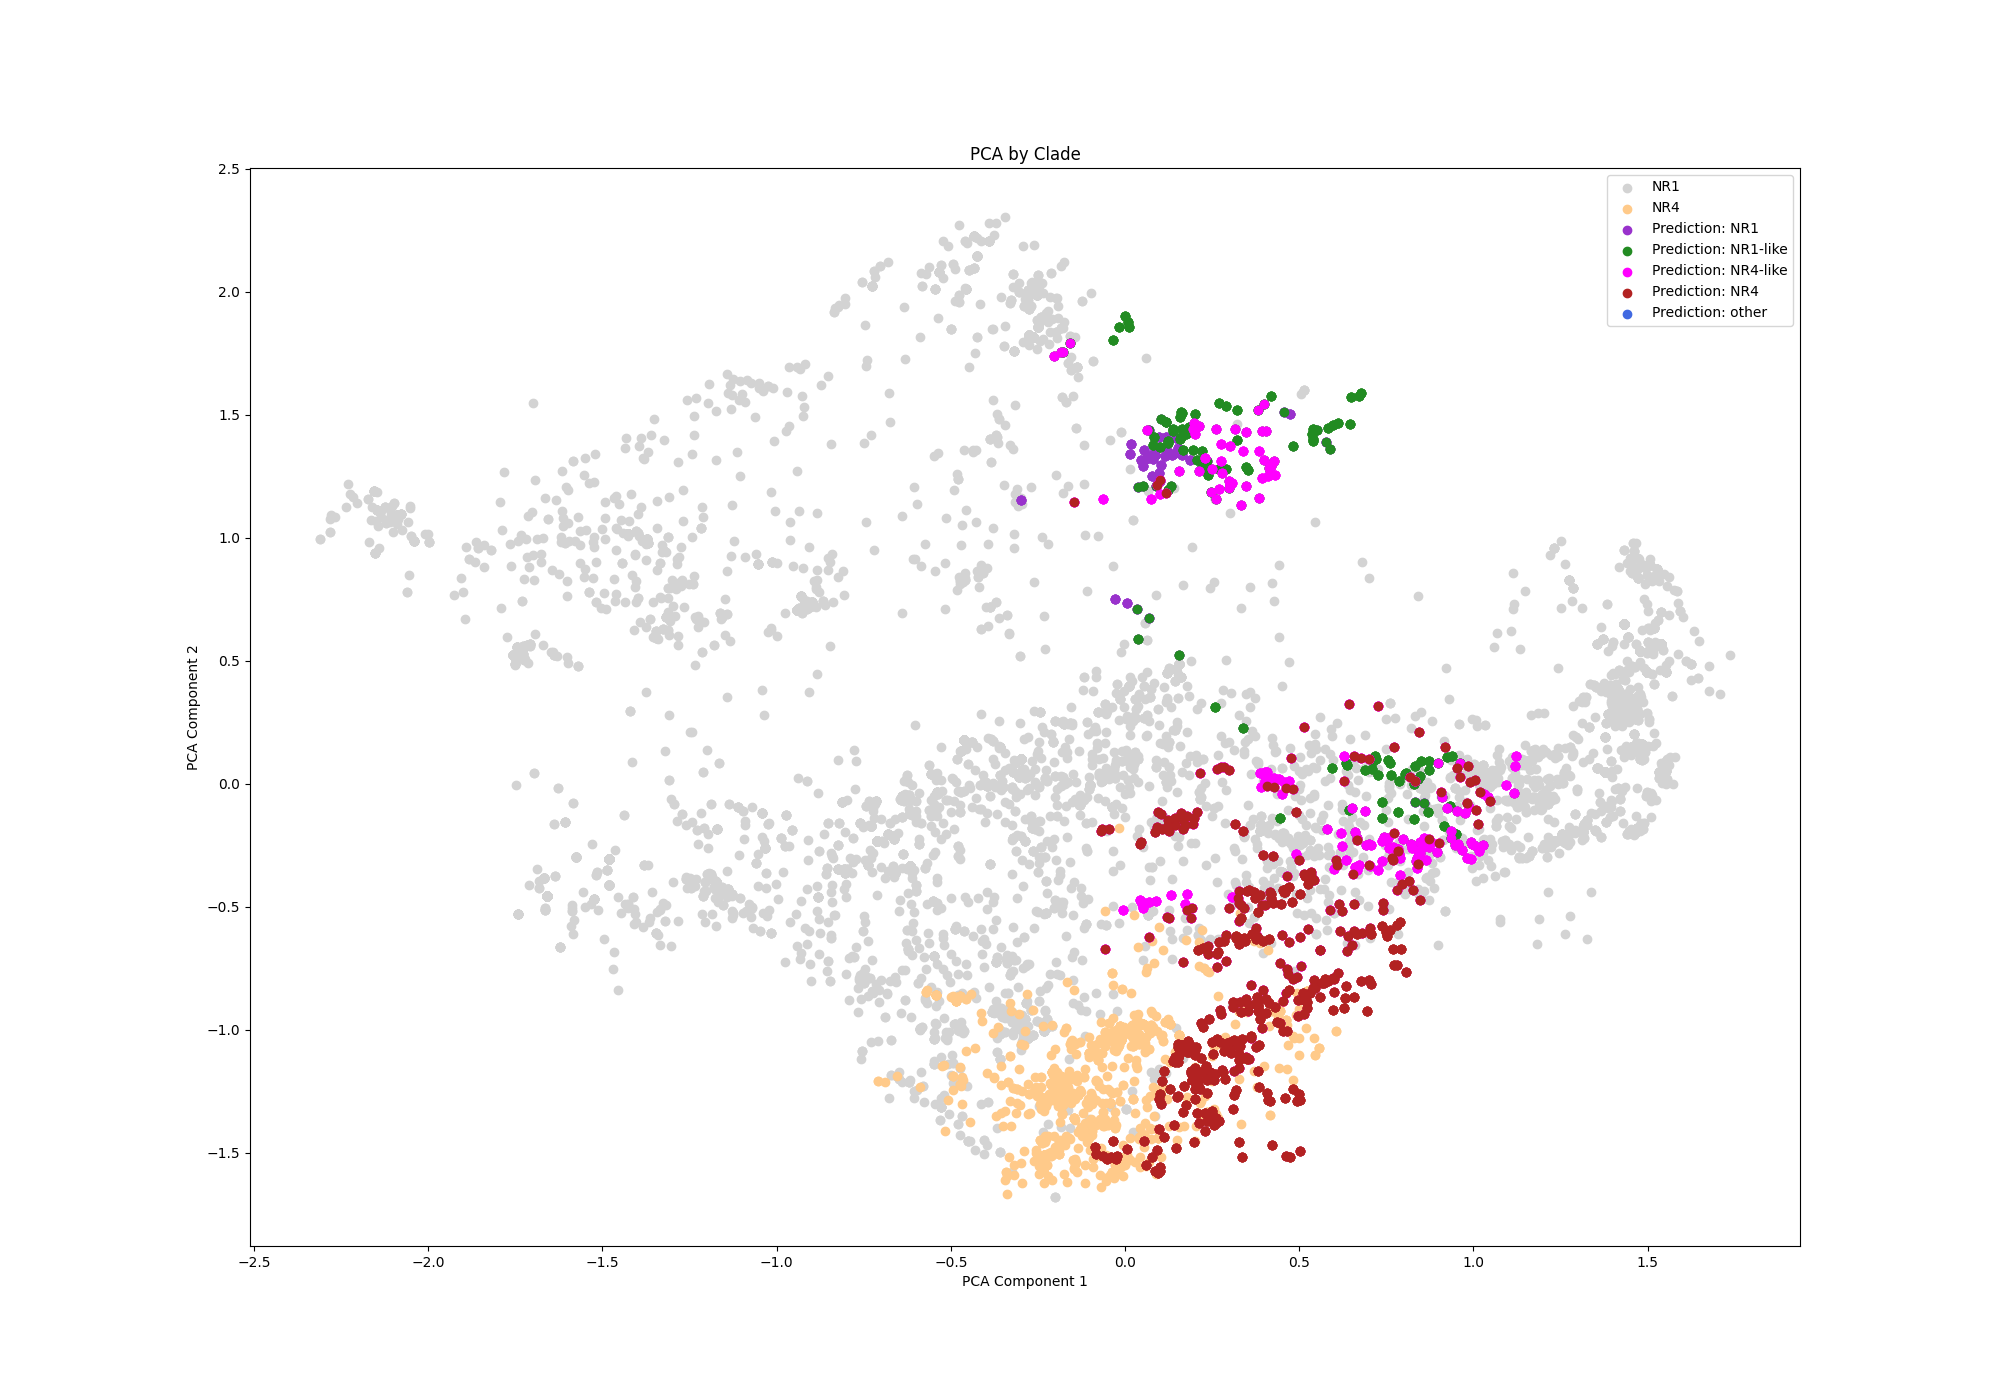 PCA by Clade
2.5
2.0
1.5
1.0
0.5
0.0
−0.5
−1.0
−1.5
PCA Component 2
NR1
NR4
Prediction: NR1
Prediction: NR1-like
Prediction: NR4-like
Prediction: NR4
Prediction: other
−2.5 −2.0 −1.5 −1.0 −0.5 0.0 0.5 1.0 1.5
PCA Component 1